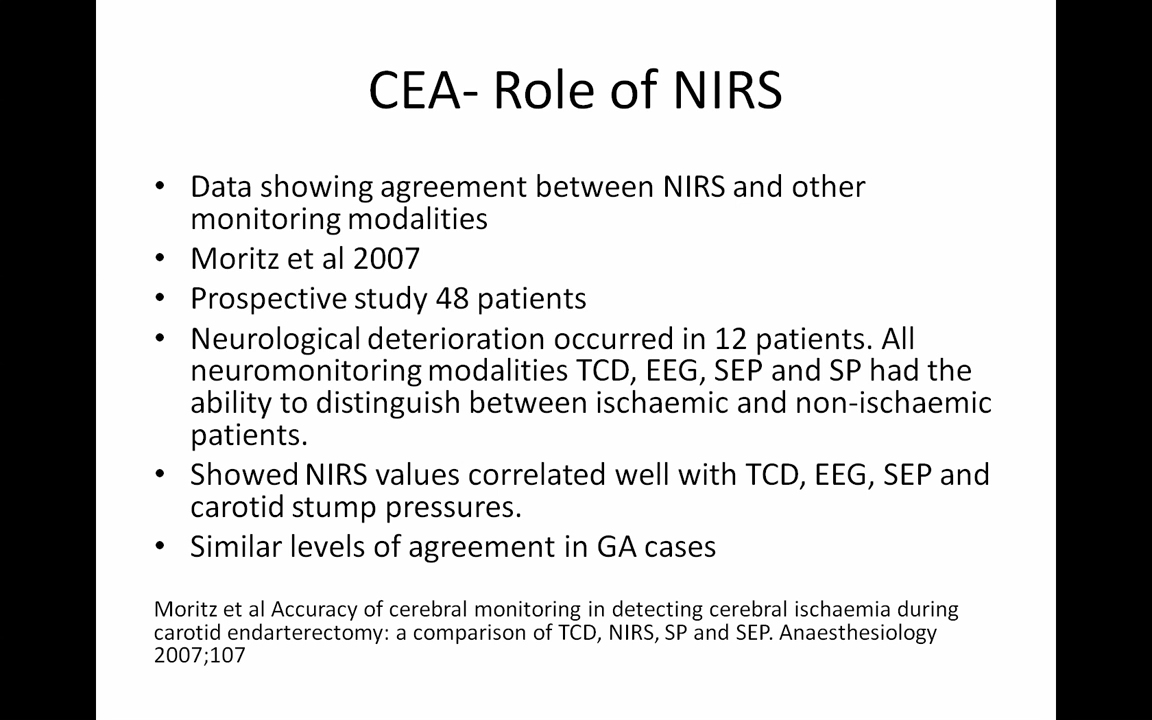 CEA- Role of NIRS
• Data showing agreement between NIRS and other
monitoring modalities
• Moritz et al 2007
• Prospective study 48 patients
• Neurological deterioration occurred in 12 patients. All
neuromonitoring modalities TCD, EEG, SEP and SP had the
ability to distinguish between ischaemic and non-ischaemic
patients.
• Showed NIRS values correlated well with TCD, EEG, SEP and
carotid stump pressures.
• Similar levels of agreement in GA cases
Moritz et al Accuracy of cerebral monitoring in detecting cerebral ischaemia during
carotid endarterectomy: a comparison of TCD, NIRS, SP and SEP. Anaesthesiology
2007;107